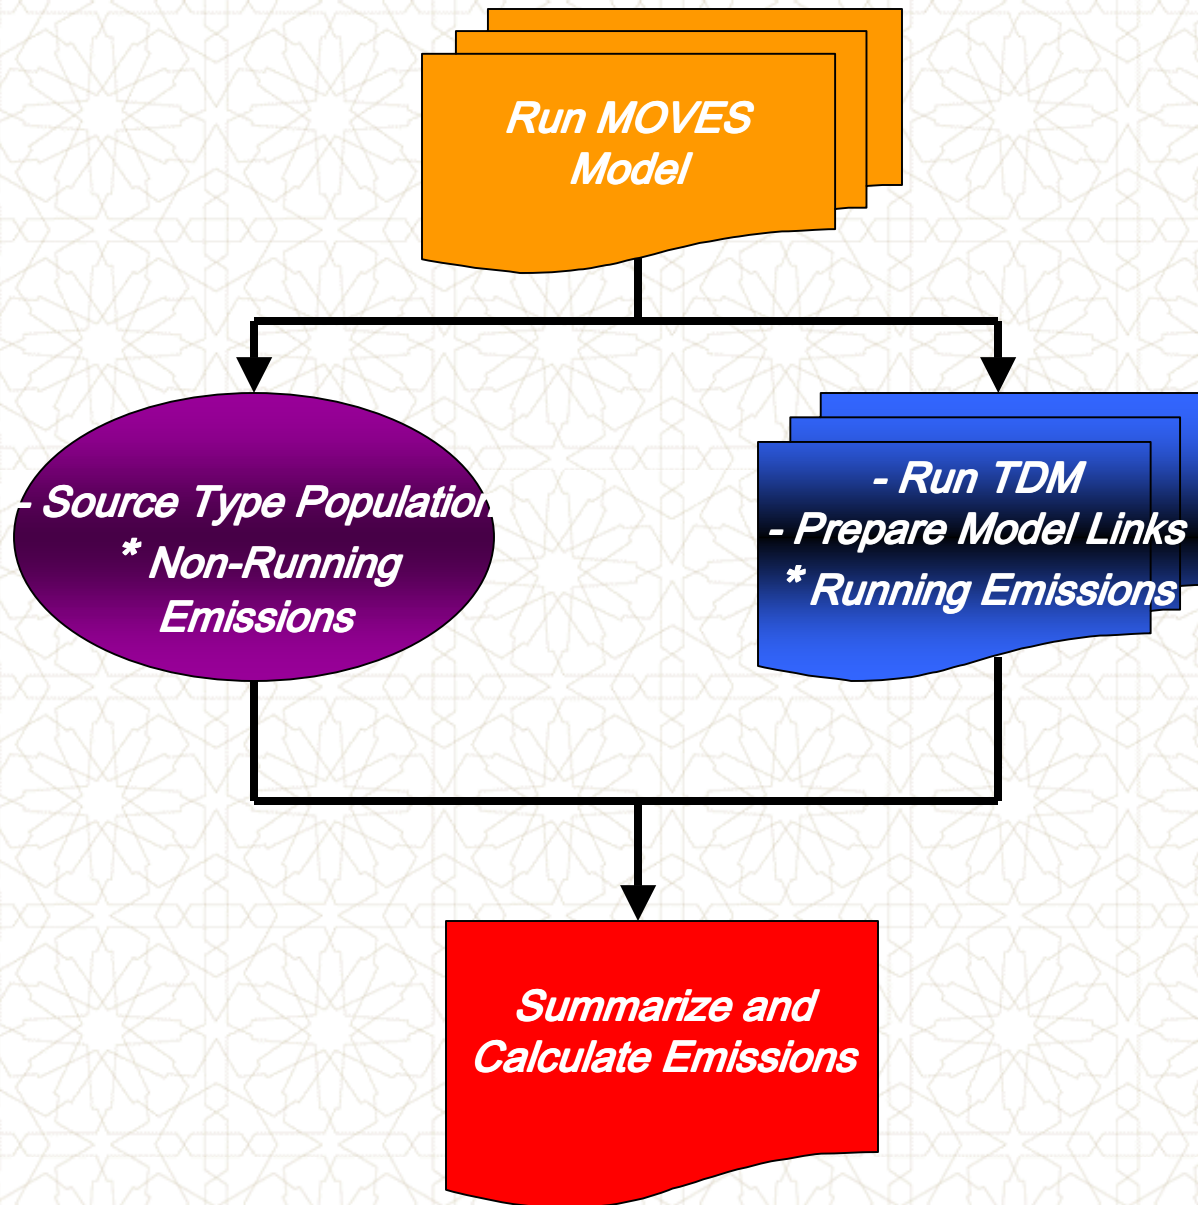 Run MOVES
Model
- Source Type Population
* Non-Running
Emissions
- Run TDM
- Prepare Model Links
* Running Emissions
Summarize and
Calculate Emissions